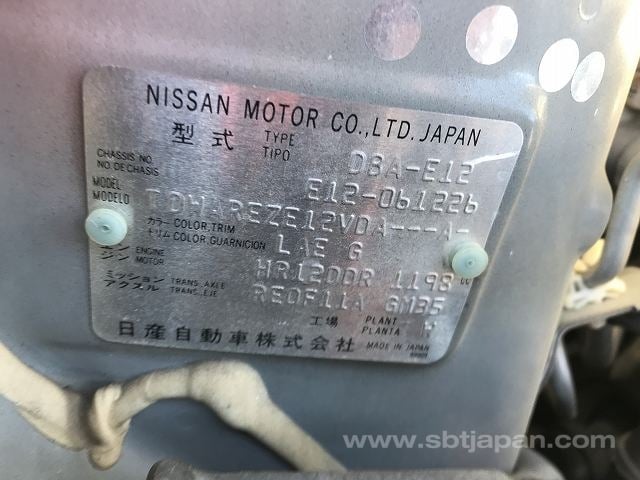 NISSAN MOTOR CO.,LTD. JAPAN
型式 TYPE TIPO DBA-E12
CHASSIS NO. NO. DE CHASIS E12-061226
MODEL MODELO TDWAREZE12VDA---A-
カラー トリム COLOR, TRIM COLOR, GUARNICION LAE G
エンジン ENGINE MOTOR HR12DDR 1198 cc
ミッション アクスル TRANS. AXLE TRANS., EJE RE0F11A GM35
工場 PLANT PLANTA H
日産自動車株式会社 MADE IN JAPAN
www.sbtjapan.com